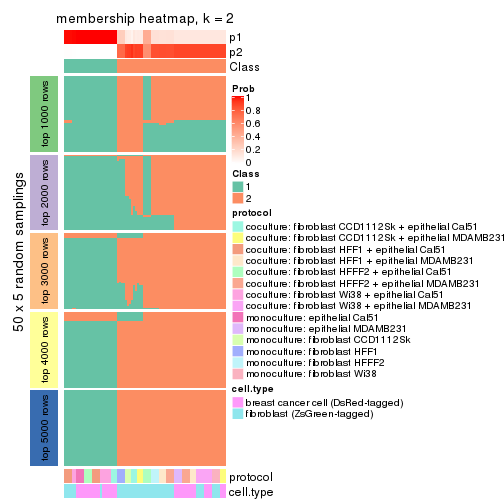 membership heatmap, k = 2
p1
p2
Class
50 x 5 random samplings
top 1000 rows
top 2000 rows
top 3000 rows
top 4000 rows
top 5000 rows
Prob
1
0.8
0.6
0.4
0.2
0
Class
1
2
protocol
coculture: fibroblast CCD1112Sk + epithelial Cal51
coculture: fibroblast CCD1112Sk + epithelial MDAMB231
coculture: fibroblast HFF1 + epithelial Cal51
coculture: fibroblast HFF1 + epithelial MDAMB231
coculture: fibroblast HFFF2 + epithelial Cal51
coculture: fibroblast HFFF2 + epithelial MDAMB231
coculture: fibroblast Wi38 + epithelial Cal51
coculture: fibroblast Wi38 + epithelial MDAMB231
monoculture: epithelial Cal51
monoculture: epithelial MDAMB231
monoculture: fibroblast CCD1112Sk
monoculture: fibroblast HFF1
monoculture: fibroblast HFFF2
monoculture: fibroblast Wi38
cell.type
breast cancer cell (DsRed-tagged)
fibroblast (ZsGreen-tagged)
protocol
cell.type